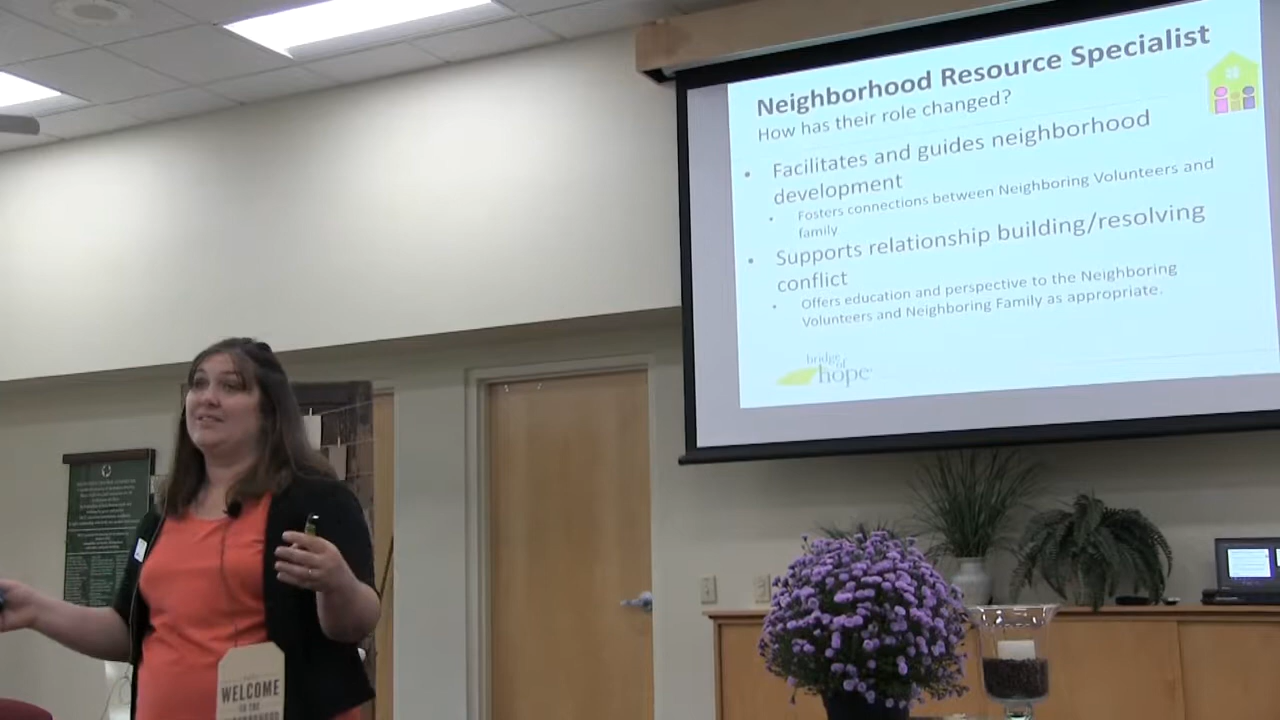 Neighborhood Resource Specialist
How has their role changed?
• Facilitates and guides neighborhood
development
• Fosters connections between Neighboring Volunteers and
family
• Supports relationship building/resolving
conflict
• Offers education and perspective to the Neighboring
Volunteers and Neighboring Family as appropriate.
bridge
of
hope
WELCOME
TO THE